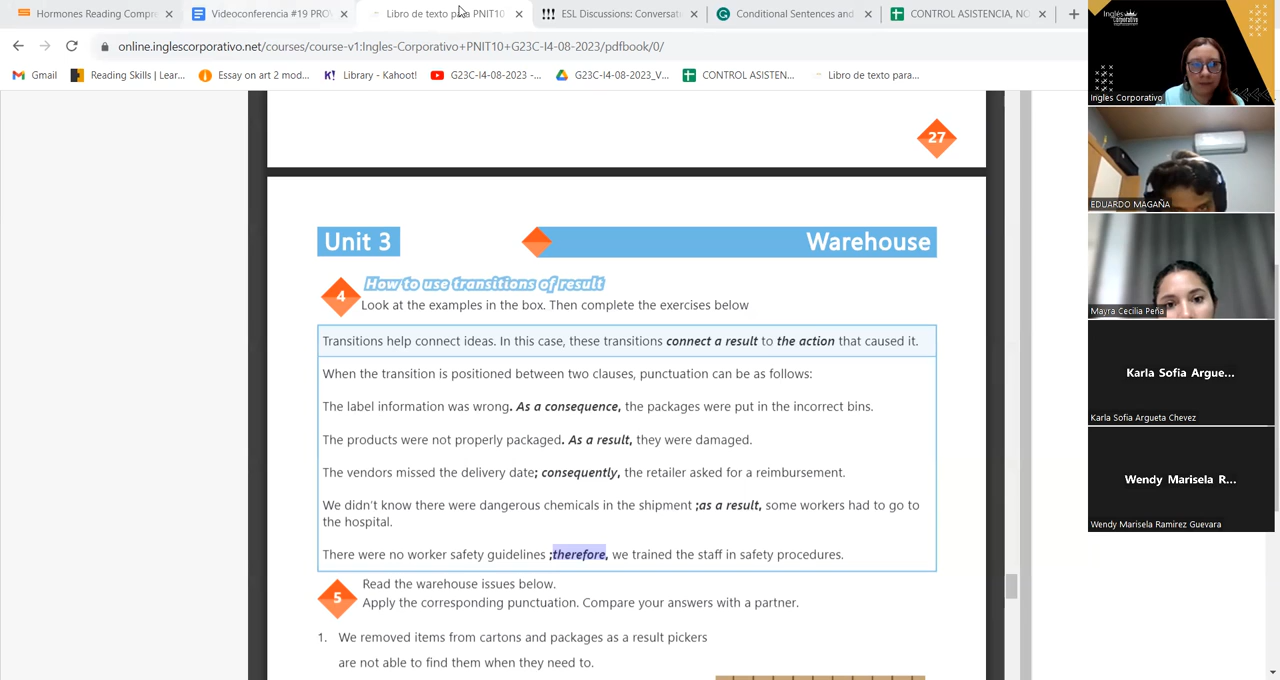 Hormones Reading Compre
Videoconferencia #19 PROV
Libro de texto para PNIT10
ESL Discussions: Conversat
Conditional Sentences and
CONTROL ASISTENCIA, NO
online.inglescorporativo.net/courses/course-v1:Ingles-Corporativo+PNIT10+G23C-I4-08-2023/pdfbook/0/
Gmail
Reading Skills | Lear...
Essay on art 2 mod...
Library - Kahoot!
G23C-I4-08-2023 -...
G23C-I4-08-2023_V...
CONTROL ASISTEN...
Libro de texto para...
27
Unit 3
Warehouse
4
How to use transitions of result
Look at the examples in the box. Then complete the exercises below
Transitions help connect ideas. In this case, these transitions connect a result to the action that caused it.
When the transition is positioned between two clauses, punctuation can be as follows:
The label information was wrong. As a consequence, the packages were put in the incorrect bins.
The products were not properly packaged. As a result, they were damaged.
The vendors missed the delivery date; consequently, the retailer asked for a reimbursement.
We didn't know there were dangerous chemicals in the shipment ;as a result, some workers had to go to
the hospital.
There were no worker safety guidelines ;therefore, we trained the staff in safety procedures.
5
Read the warehouse issues below.
Apply the corresponding punctuation. Compare your answers with a partner.
1. We removed items from cartons and packages as a result pickers
are not able to find them when they need to.
Inglés
Corporativo
Ingles Corporativo
EDUARDO MAGAÑA
Mayra Cecilia Peña
Karla Sofia Argue...
Karla Sofia Argueta Chevez
Wendy Marisela R...
Wendy Marisela Ramirez Guevara